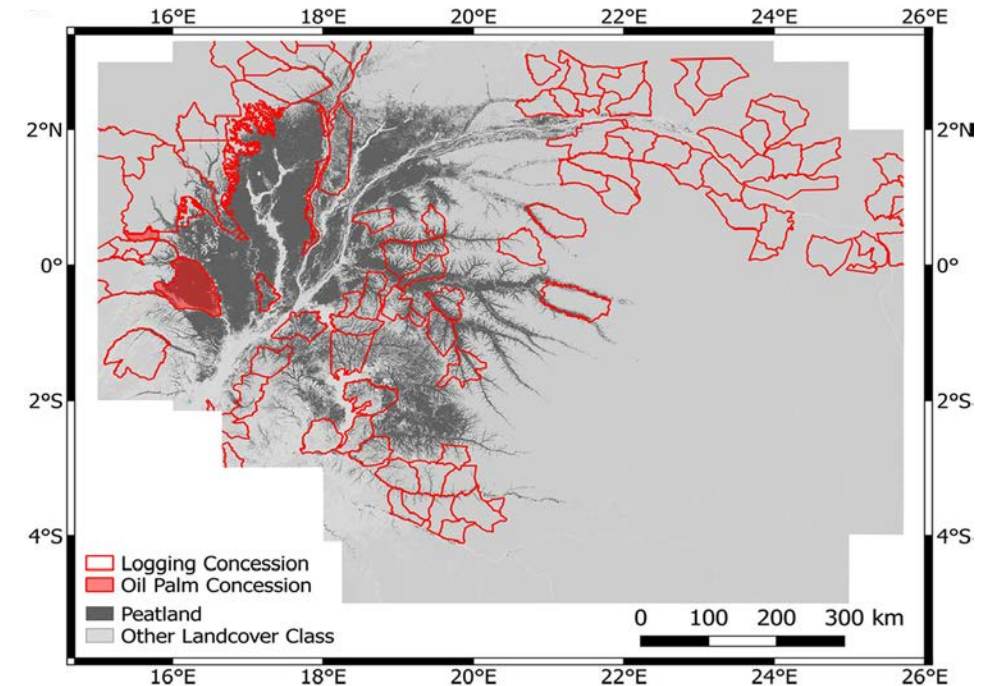 16°E 18°E 20°E 22°E 24°E 26°E
2°N 2°N
0° 0°
2°S 2°S
4°S 4°S
Logging Concession
Oil Palm Concession
Peatland
Other Landcover Class
0 100 200 300 km
16°E 18°E 20°E 22°E 24°E 26°E